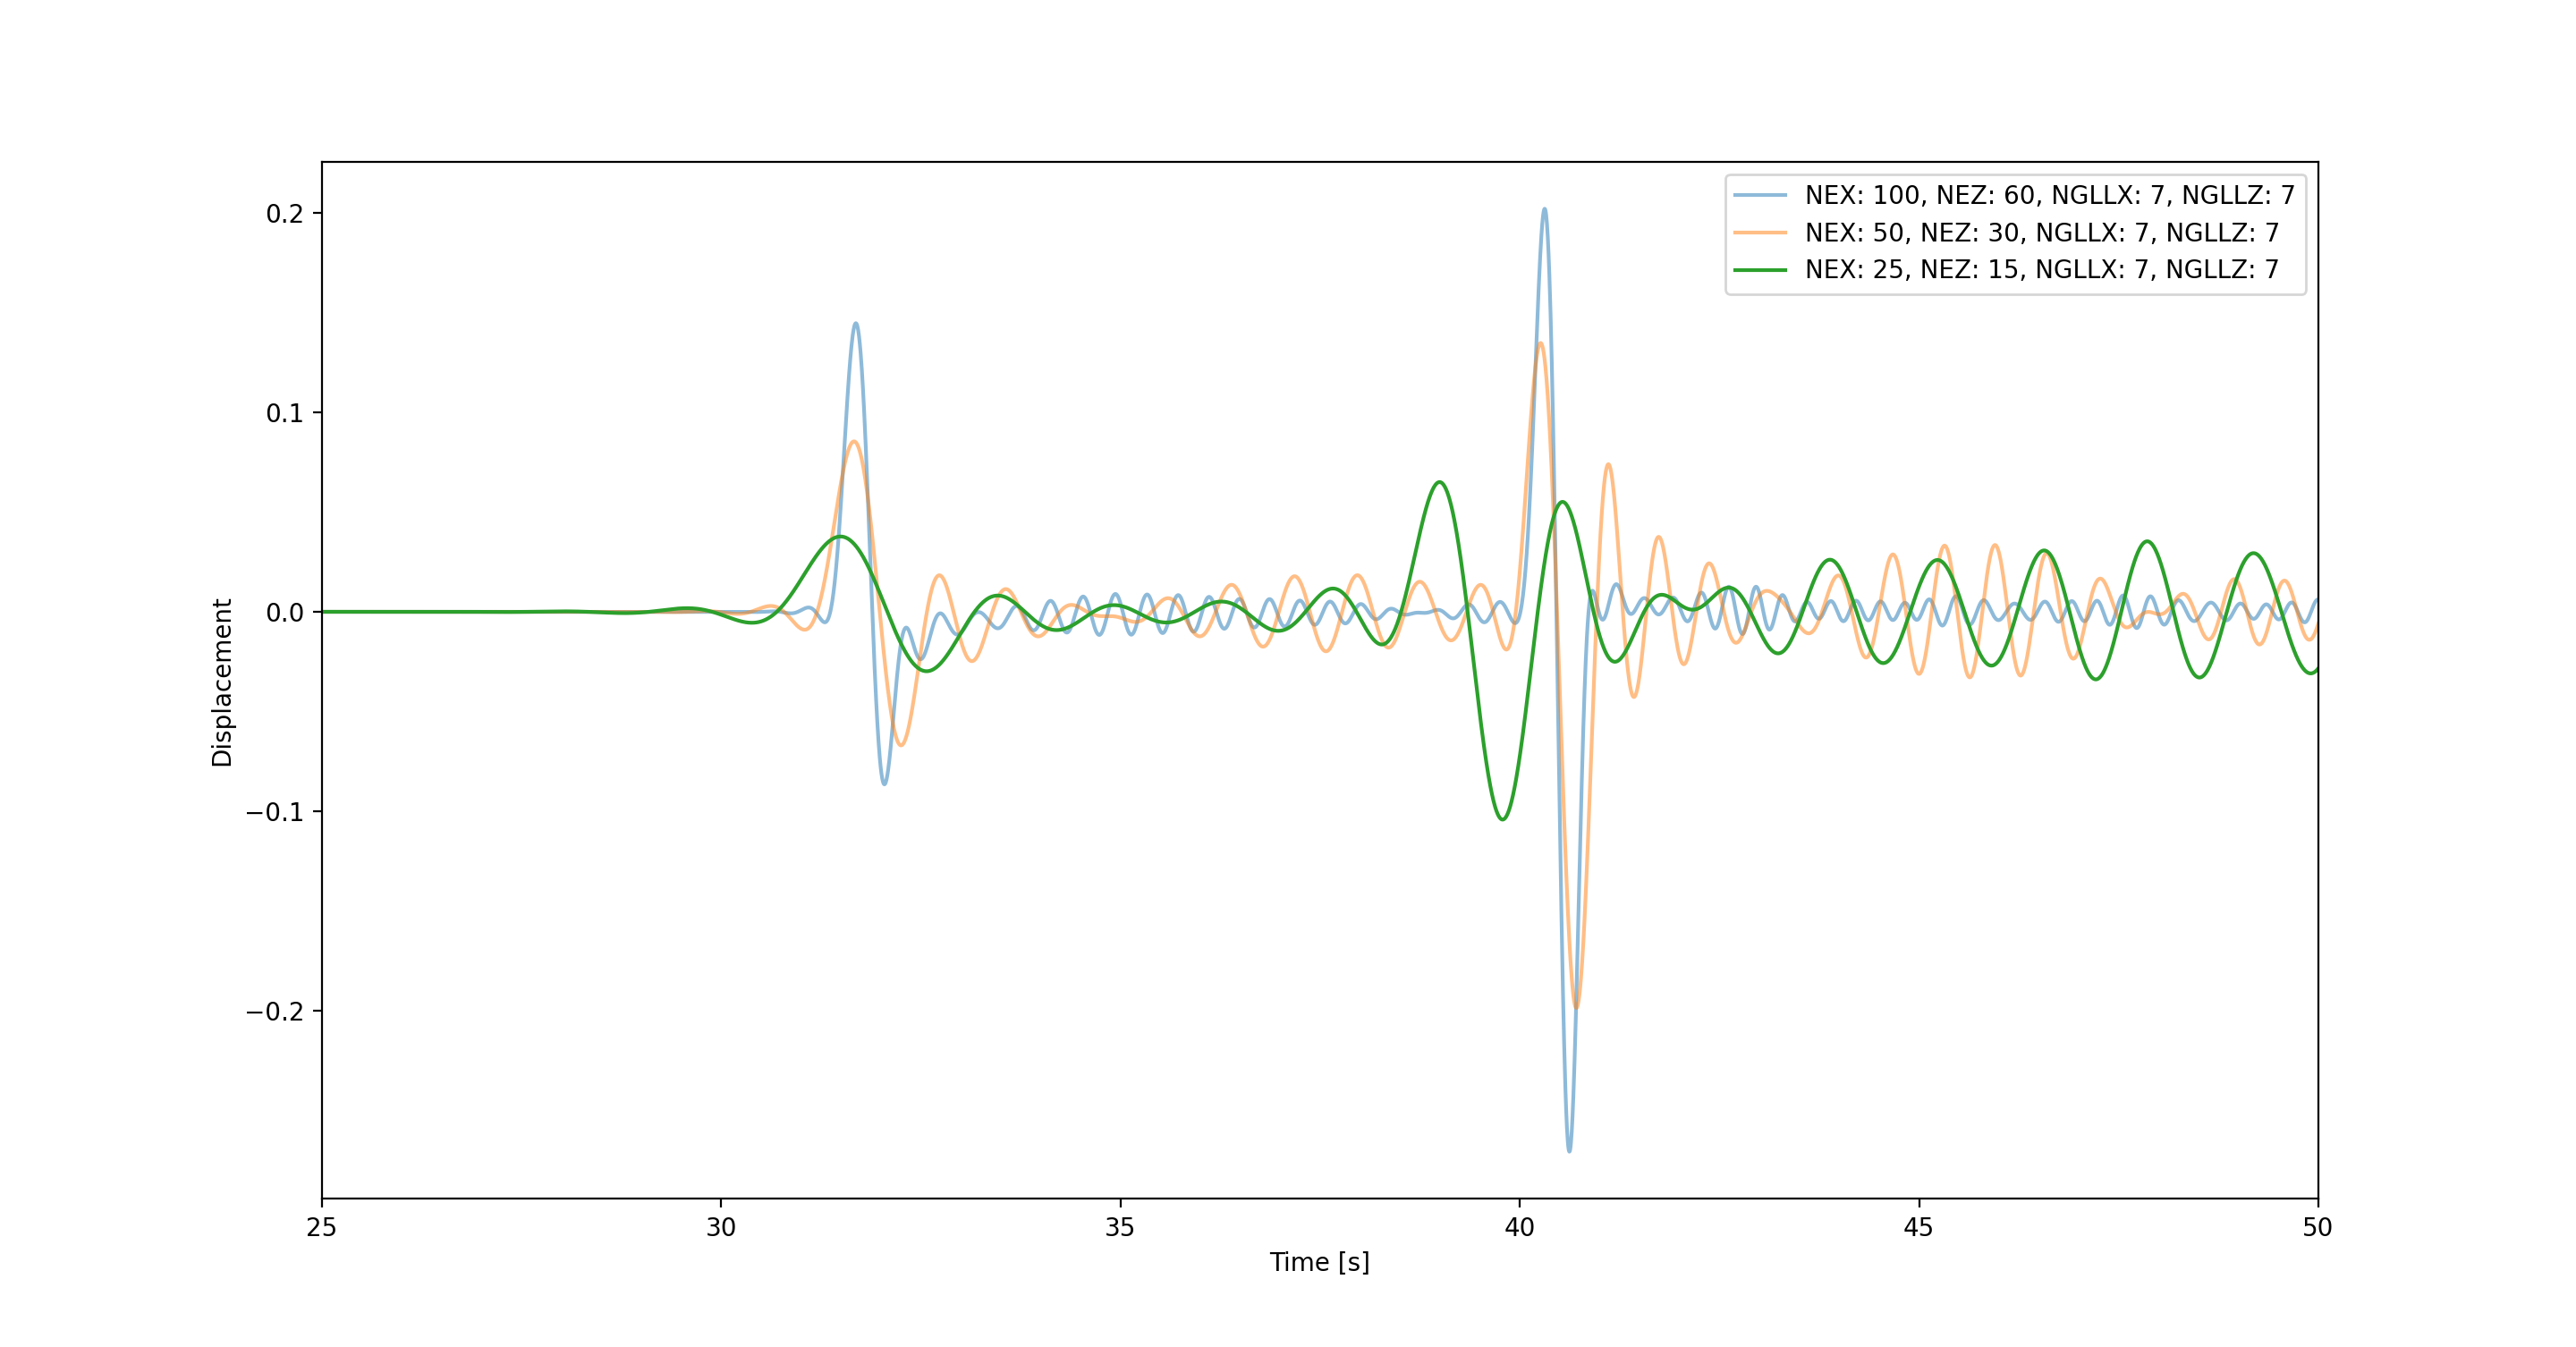 NEX: 100, NEZ: 60, NGLLX: 7, NGLLZ: 7
NEX: 50, NEZ: 30, NGLLX: 7, NGLLZ: 7
NEX: 25, NEZ: 15, NGLLX: 7, NGLLZ: 7
0.2
0.1
0.0
−0.1
−0.2
Displacement
25 30 35 40 45 50
Time [s]